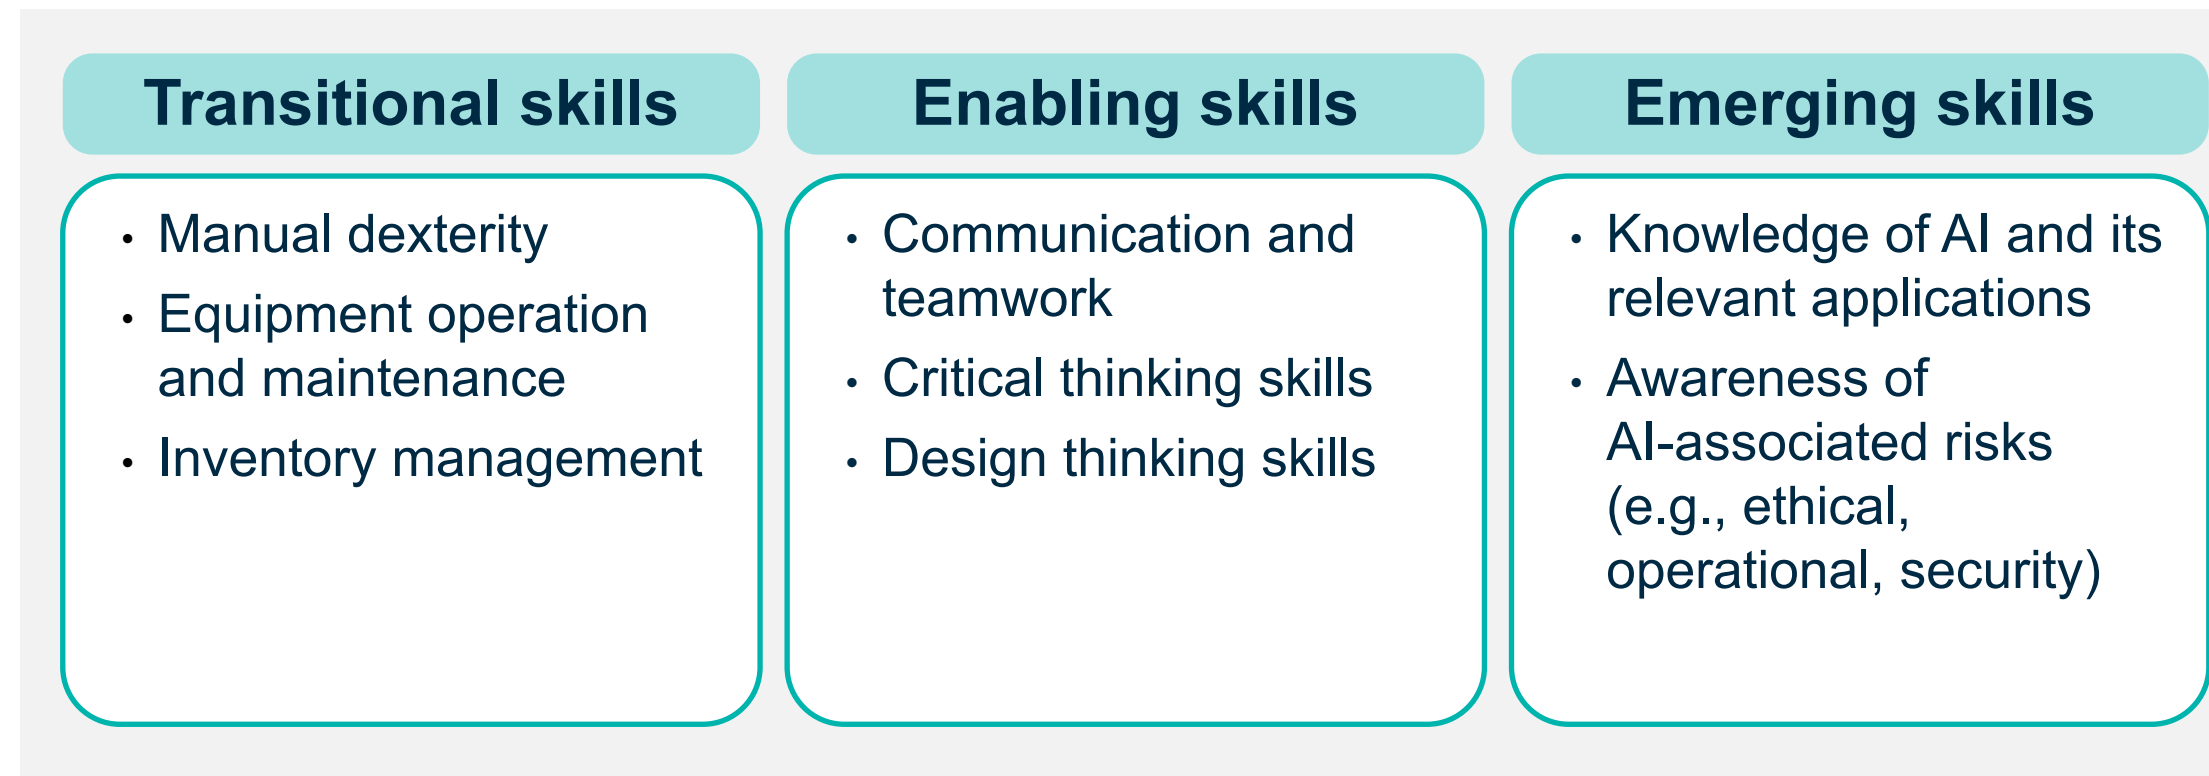 Transitional skills
• Manual dexterity
• Equipment operation
and maintenance
• Inventory management
Enabling skills
• Communication and
teamwork
• Critical thinking skills
• Design thinking skills
Emerging skills
• Knowledge of AI and its
relevant applications
• Awareness of
AI-associated risks
(e.g., ethical,
operational, security)